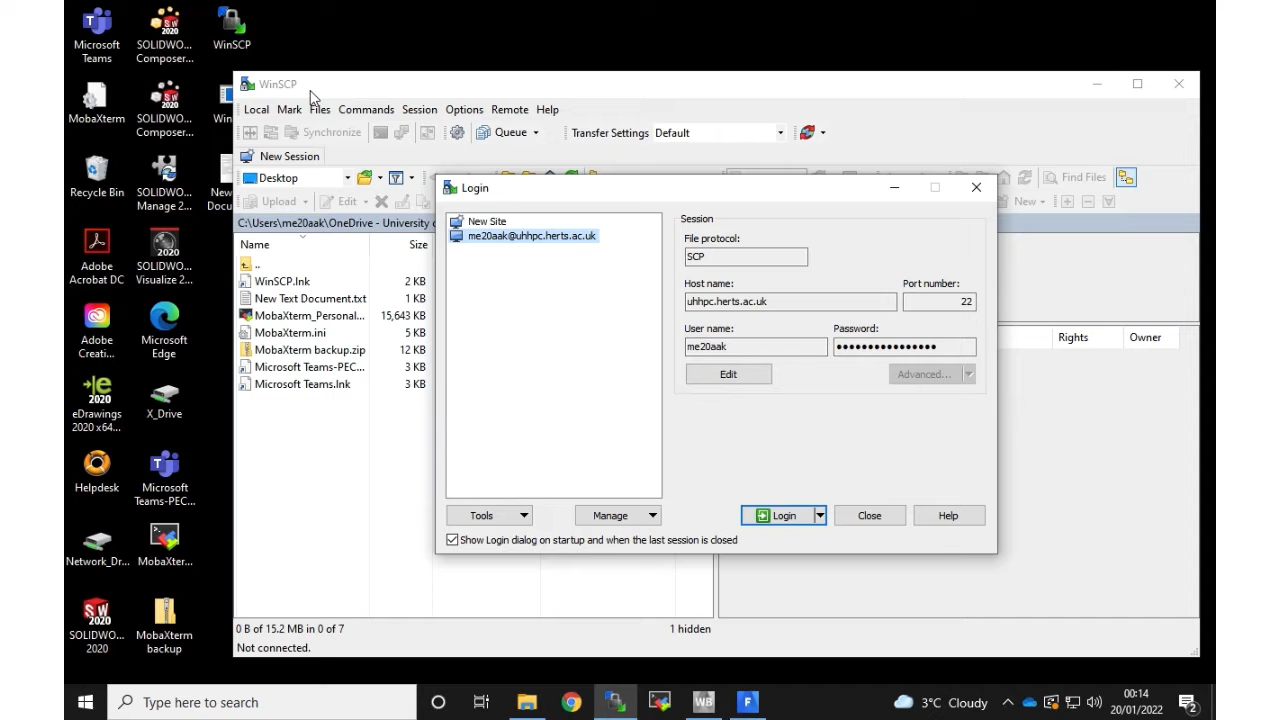 Microsoft
Teams
SOLIDWO...
Composer...
WinSCP
MobaXterm
SOLIDWO...
Composer...
Recycle Bin
SOLIDWO...
Manage 2...
Adobe
Acrobat DC
SOLIDWO...
Visualize 2...
Adobe
Creati...
Microsoft
Edge
eDrawings
2020 x64...
X_Drive
Helpdesk
Microsoft
Teams-PEC...
Network_Dr...
MobaXter...
SOLIDWO...
2020
MobaXterm
backup
WinSCP
Local Mark Files Commands Session Options Remote Help
Synchronize Queue Transfer Settings Default
New Session
Desktop
Find Files
Upload Edit New
C:\Users\me20aak\OneDrive - University
Name Size
..
WinSCP.lnk 2 KB
New Text Document.txt 1 KB
MobaXterm_Personal... 15,643 KB
MobaXterm.ini 5 KB
MobaXterm backup.zip 12 KB
Microsoft Teams-PEC... 3 KB
Microsoft Teams.lnk 3 KB
Rights Owner
Login
New Site
me20aak@uhhpc.herts.ac.uk
Session
File protocol:
SCP
Host name: Port number:
uhhpc.herts.ac.uk 22
User name: Password:
me20aak ••••••••••••••••
Edit Advanced...
Tools Manage Login Close Help
Show Login dialog on startup and when the last session is closed
0 B of 15.2 MB in 0 of 7 1 hidden
Not connected.
Type here to search
3°C Cloudy
00:14
20/01/2022
2